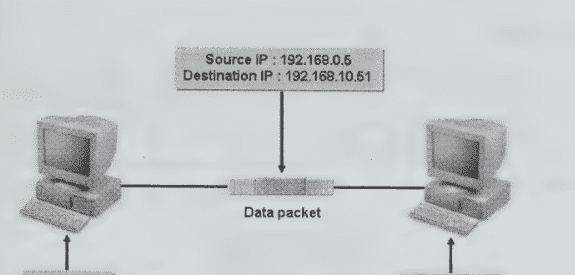 Source IP : 192.168.0.5
Destination IP : 192.168.10.51
Data packet